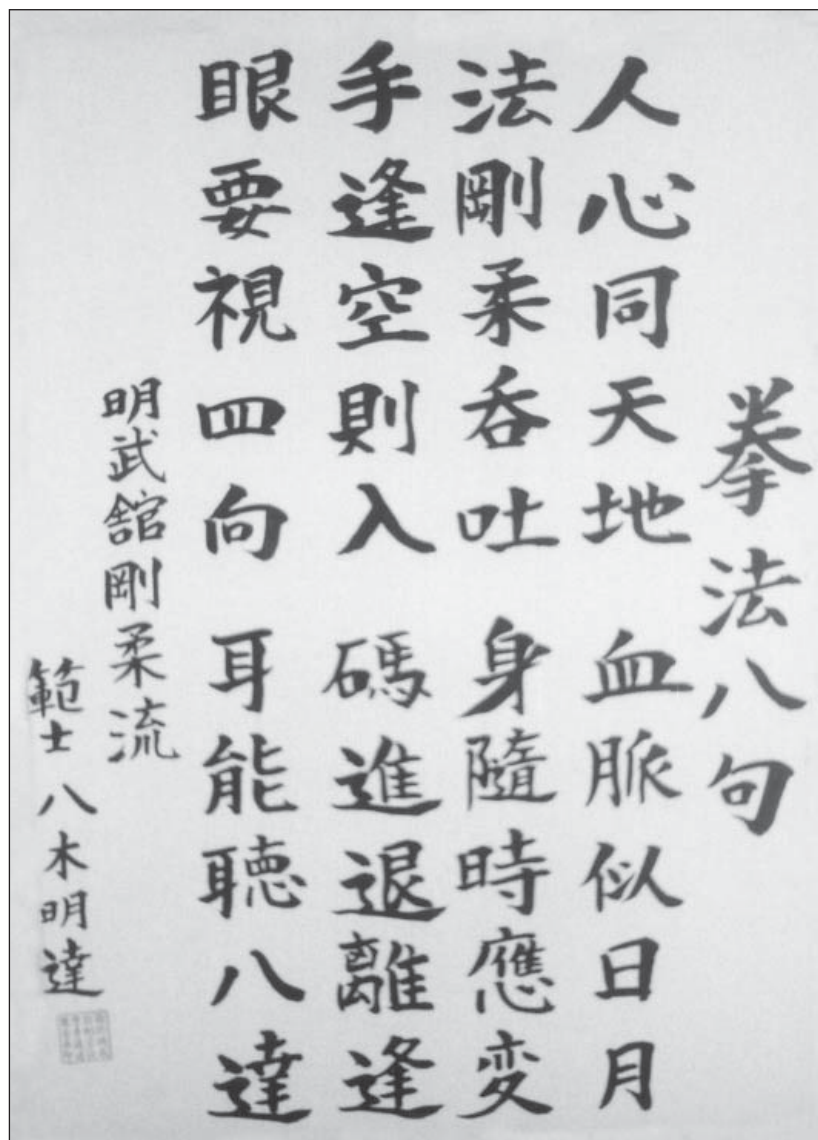 拳法八句
人心同天地 血脈似日月
法剛柔呑吐 身隨時應変
手逢空則入 碼進退離逢
眼要視四向 耳能聴八達
明武舘剛柔流
範士 八木明達